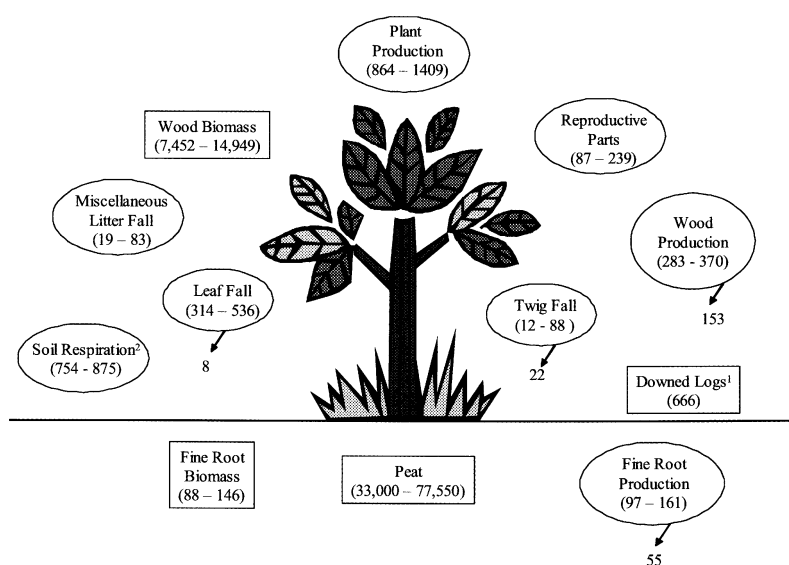 Plant
Production
(864 – 1409)
Wood Biomass
(7,452 – 14,949)
Reproductive
Parts
(87 – 239)
Miscellaneous
Litter Fall
(19 – 83)
Wood
Production
(283 - 370)
153
Leaf Fall
(314 – 536)
8
Twig Fall
(12 - 88 )
22
Soil Respiration²
(754 - 875)
Downed Logs¹
(666)
Fine Root
Biomass
(88 – 146)
Peat
(33,000 – 77,550)
Fine Root
Production
(97 – 161)
55